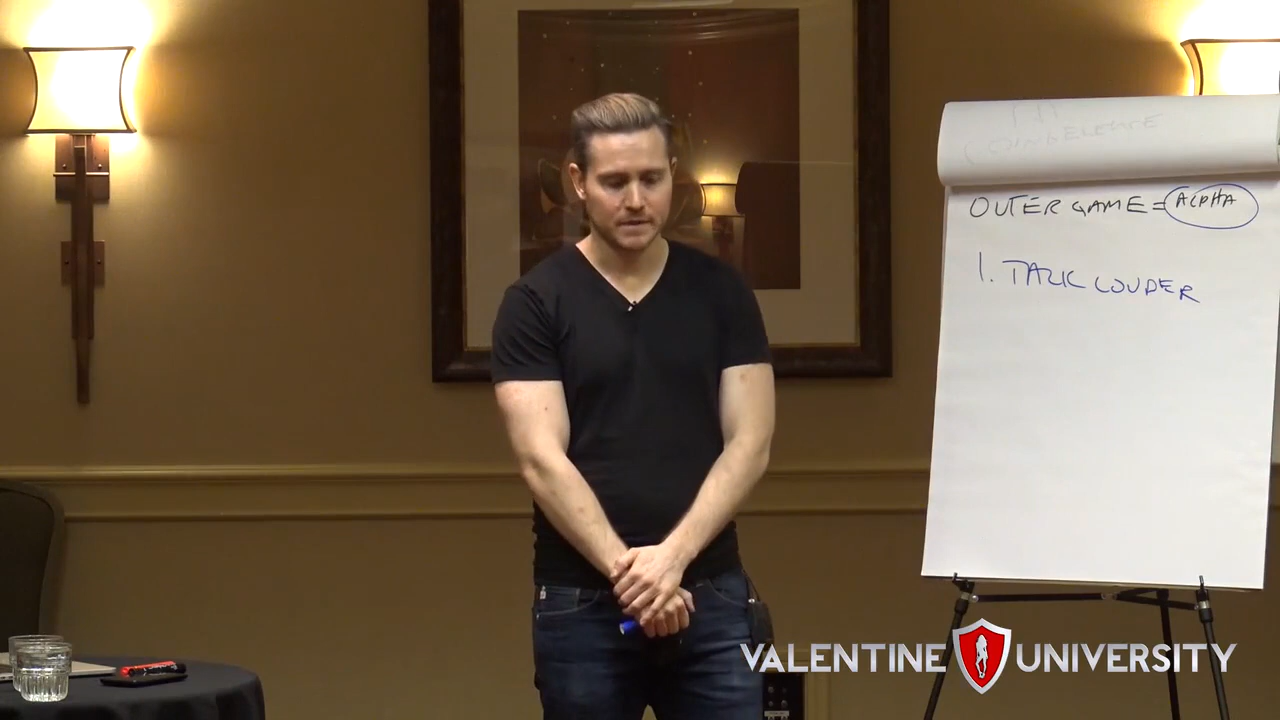 OUTER GAME = ALPHA
1. TALK LOUDER
VALENTINE UNIVERSITY